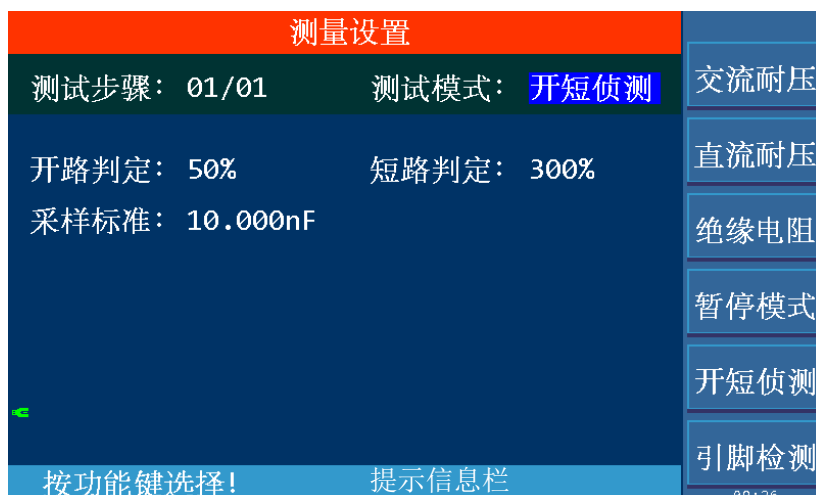 测量设置
测试步骤： 01/01 测试模式： 开短侦测
开路判定： 50% 短路判定： 300%
采样标准： 10.000nF
交流耐压
直流耐压
绝缘电阻
暂停模式
开短侦测
引脚检测
按功能键选择! 提示信息栏